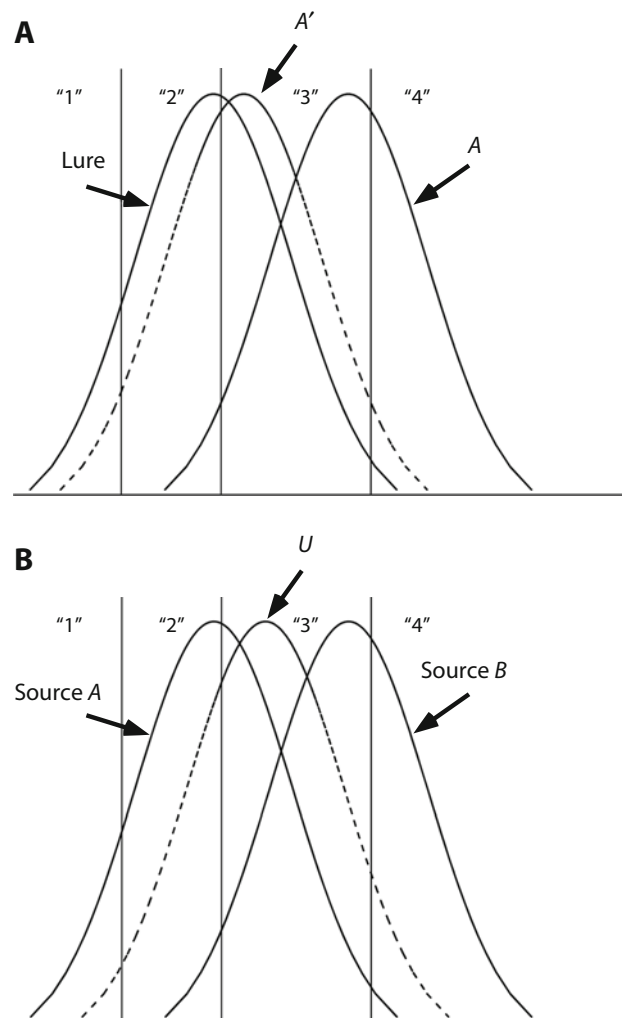 A
A′
“1” “2” “3” “4”
Lure
A
B
U
“1” “2” “3” “4”
Source A
Source B